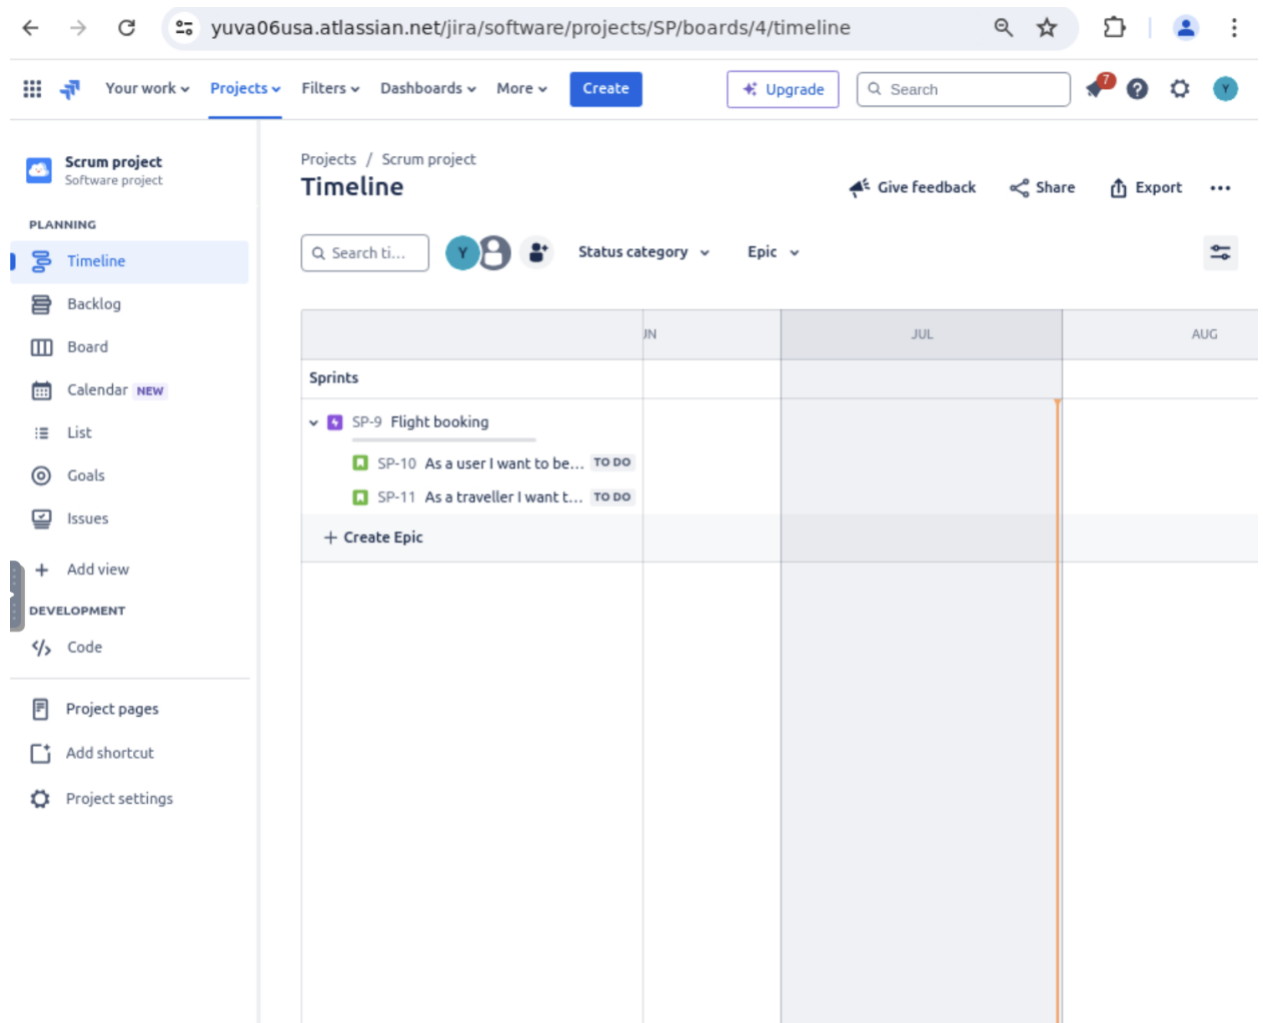 yuva06usa.atlassian.net/jira/software/projects/SP/boards/4/timeline
Your work Projects Filters Dashboards More Create Upgrade Search 7 Y
Scrum project
Software project
PLANNING
Timeline
Backlog
Board
Calendar NEW
List
Goals
Issues
Add view
DEVELOPMENT
Code
Project pages
Add shortcut
Project settings
Projects / Scrum project
Timeline
Give feedback Share Export
Search ti... Y Status category Epic
UN JUL AUG
Sprints
SP-9 Flight booking
SP-10 As a user I want to be... TO DO
SP-11 As a traveller I want t... TO DO
+ Create Epic